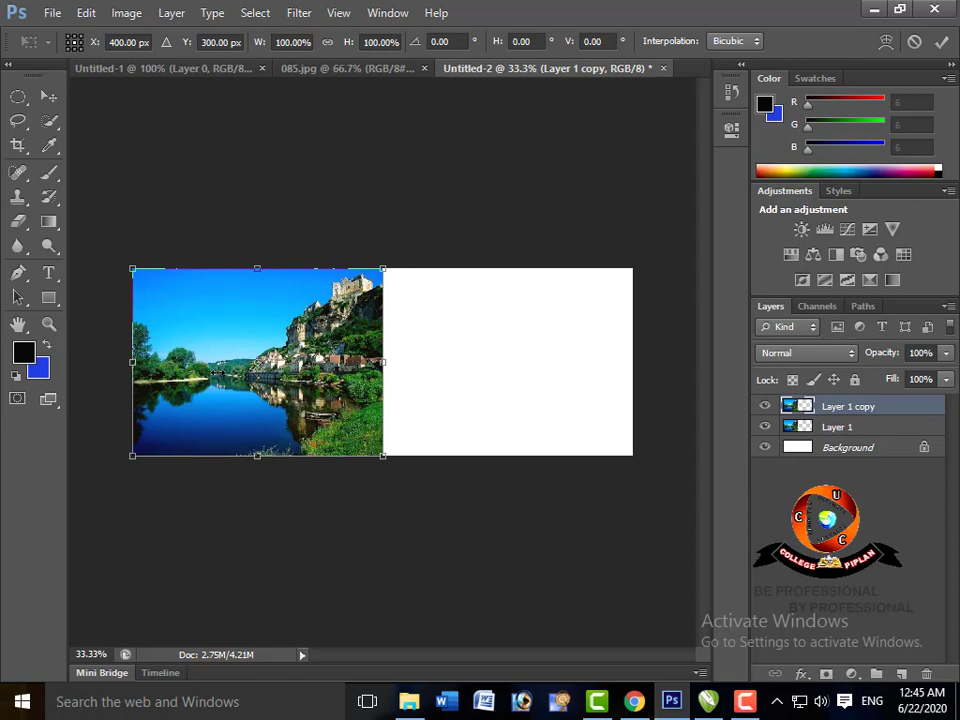 Ps File Edit Image Layer Type Select Filter View Window Help
X: 400.00 px Y: 300.00 px W: 100.00% H: 100.00% 0.00 ° H: 0.00 ° V: 0.00 ° Interpolation: Bicubic
Untitled-1 @ 100% (Layer 0, RGB/8... × 085.jpg @ 66.7% (RGB/8#... × Untitled-2 @ 33.3% (Layer 1 copy, RGB/8) * ×
Color Swatches
R 6
G 6
B 6
Adjustments Styles
Add an adjustment
Layers Channels Paths
Kind
Normal Opacity: 100%
Lock: Fill: 100%
Layer 1 copy
Layer 1
Background
U
C
C
COLLEGE PIPLAN
BE PROFESSIONAL
BY PROFESSIONAL
Activate Windows
Go to Settings to activate Windows.
33.33% Doc: 2.75M/4.21M
Mini Bridge Timeline
Search the web and Windows
ENG
12:45 AM
6/22/2020